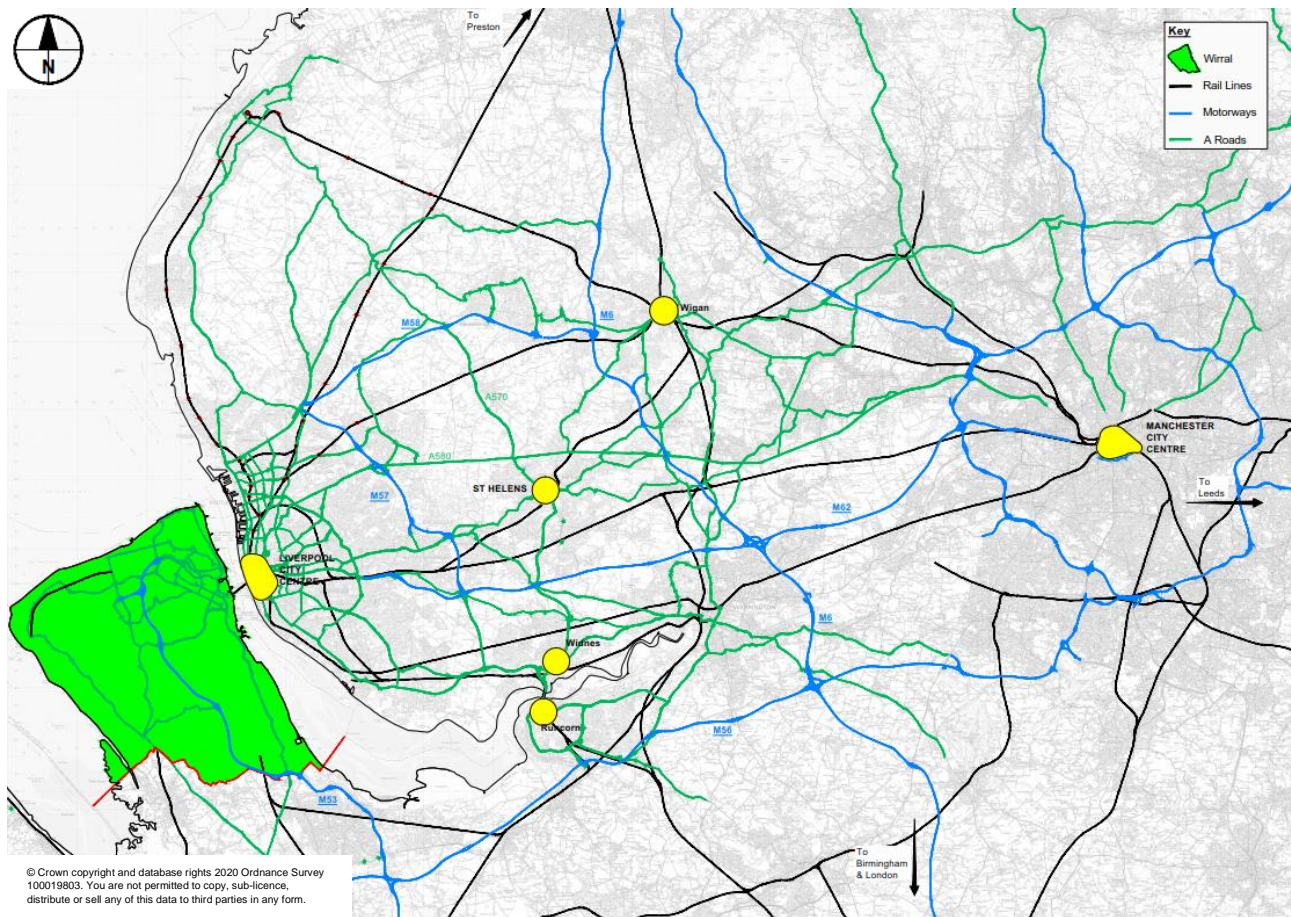 N
To
Preston
Key
Wirral
Rail Lines
Motorways
A Roads
M6
Wigan
M58
A570
A580
MANCHESTER
CITY
CENTRE
To
Leeds
ST HELENS
M57
M62
LIVERPOOL
CITY
CENTRE
M6
Widnes
Runcorn
M56
M53
To
Birmingham
& London
© Crown copyright and database rights 2020 Ordnance Survey
100019803. You are not permitted to copy, sub-licence,
distribute or sell any of this data to third parties in any form.